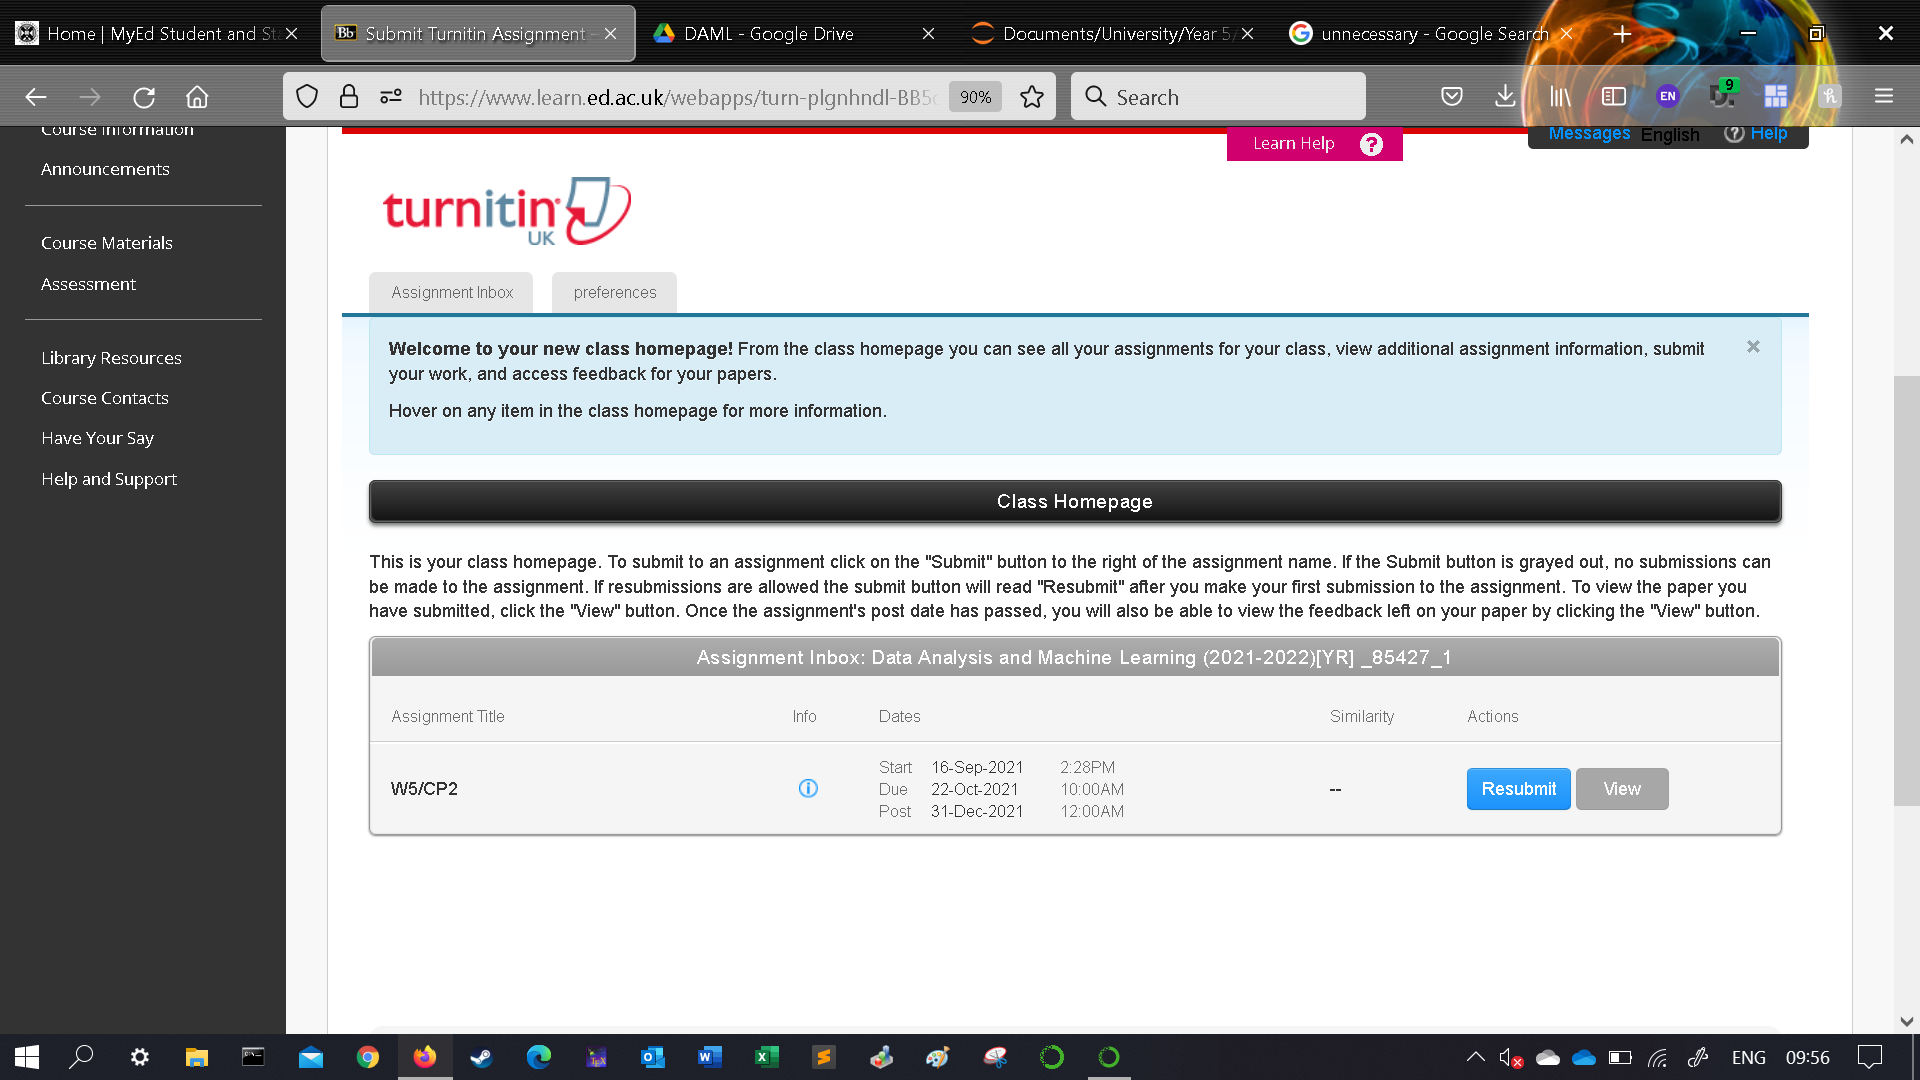 Home | MyEd Student and St
Submit Turnitin Assignment –
DAML - Google Drive
Documents/University/Year 5/
unnecessary - Google Search
https://www.learn.ed.ac.uk/webapps/turn-plgnhndl-BB5
90%
Search
EN
9
Course Information
Announcements
Course Materials
Assessment
Library Resources
Course Contacts
Have Your Say
Help and Support
Learn Help ?
Messages English ? Help
turnitin
UK
Assignment Inbox
preferences
Welcome to your new class homepage! From the class homepage you can see all your assignments for your class, view additional assignment information, submit
your work, and access feedback for your papers.
Hover on any item in the class homepage for more information.
Class Homepage
This is your class homepage. To submit to an assignment click on the "Submit" button to the right of the assignment name. If the Submit button is grayed out, no submissions can
be made to the assignment. If resubmissions are allowed the submit button will read "Resubmit" after you make your first submission to the assignment. To view the paper you
have submitted, click the "View" button. Once the assignment's post date has passed, you will also be able to view the feedback left on your paper by clicking the "View" button.
Assignment Inbox: Data Analysis and Machine Learning (2021-2022)[YR] _85427_1
Assignment Title Info Dates Similarity Actions
Start 16-Sep-2021 2:28PM
W5/CP2 Due 22-Oct-2021 10:00AM -- Resubmit View
Post 31-Dec-2021 12:00AM
ENG 09:56